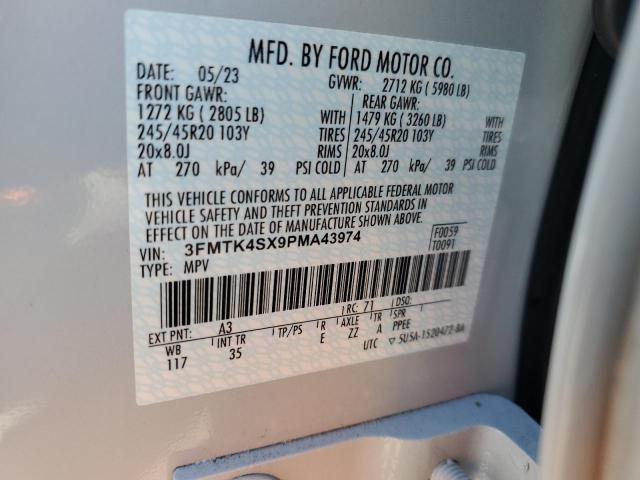 MFD. BY FORD MOTOR CO.
DATE: 05/23 GVWR: 2712 KG ( 5980 LB)
FRONT GAWR: REAR GAWR:
1272 KG ( 2805 LB) WITH 1479 KG ( 3260 LB) WITH
245/45R20 103Y TIRES 245/45R20 103Y TIRES
20x8.0J RIMS 20x8.0J RIMS
AT 270 kPa/ 39 PSI COLD AT 270 kPa/ 39 PSI COLD
THIS VEHICLE CONFORMS TO ALL APPLICABLE FEDERAL MOTOR
VEHICLE SAFETY AND THEFT PREVENTION STANDARDS IN
EFFECT ON THE DATE OF MANUFACTURE SHOWN ABOVE.
VIN: 3FMTK4SX9PMA43974 F0059
TYPE: MPV T0091
EXT PNT: A3 RC: 71 DSO:
WB INT TR TP/PS R AXLE TR SPR
117 35 E ZZ A PPEE
UTC 5U5A-1520472-BA